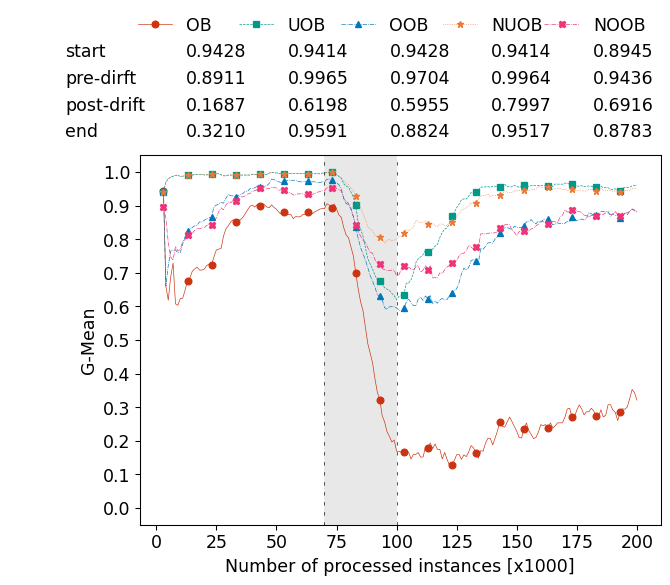 OB UOB OOB NUOB NOOB
start 0.9428 0.9414 0.9428 0.9414 0.8945
pre-dirft 0.8911 0.9965 0.9704 0.9964 0.9436
post-drift 0.1687 0.6198 0.5955 0.7997 0.6916
end 0.3210 0.9591 0.8824 0.9517 0.8783
1.0
0.9
0.8
0.7
0.6
0.5
0.4
0.3
0.2
0.1
0.0
G-Mean
0 25 50 75 100 125 150 175 200
Number of processed instances [x1000]